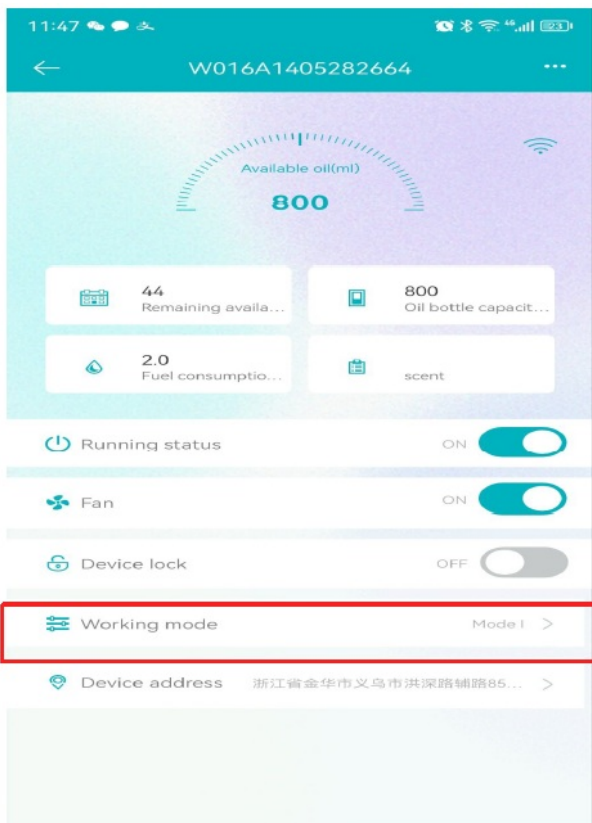 11:47
W016A1405282664
Available oil(ml)
800
44
Remaining availa...
800
Oil bottle capacit...
2.0
Fuel consumptio...
scent
Running status
ON
Fan
ON
Device lock
OFF
Working mode
Mode I
Device address
浙江省金华市义乌市洪深路辅路85...